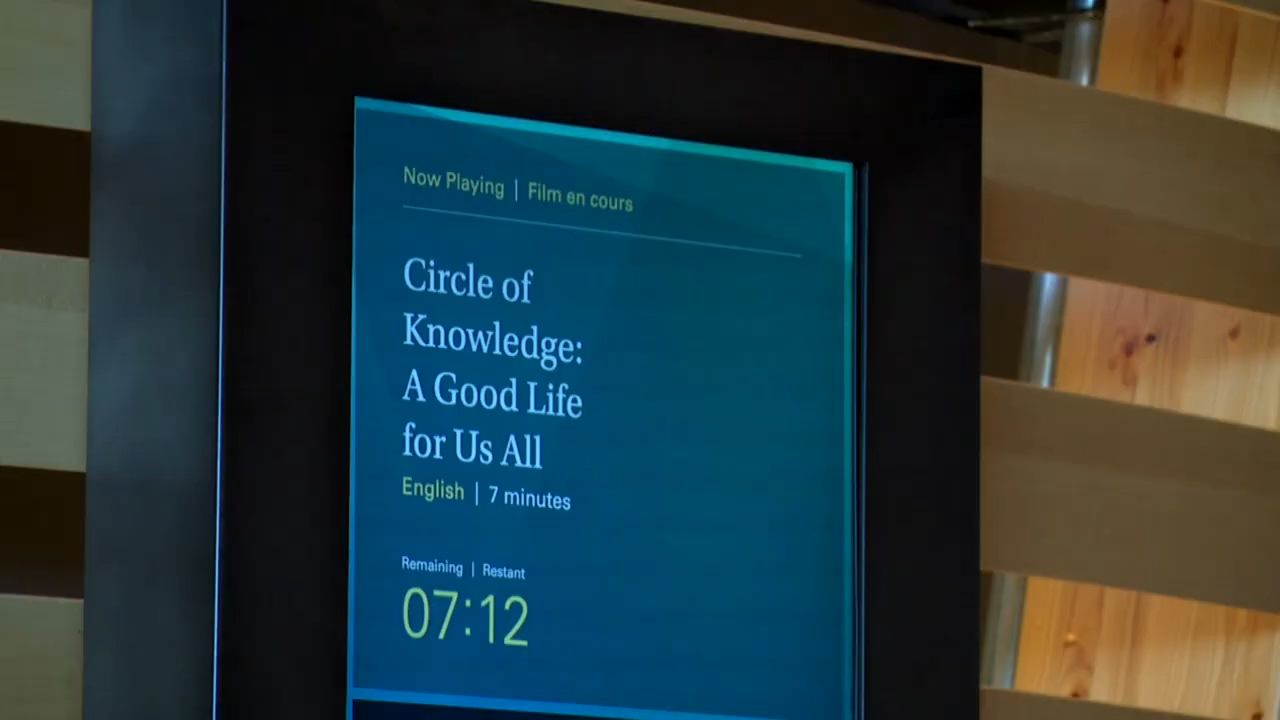 Now Playing | Film en cours
Circle of
Knowledge:
A Good Life
for Us All
English | 7 minutes
Remaining | Restant
07:12